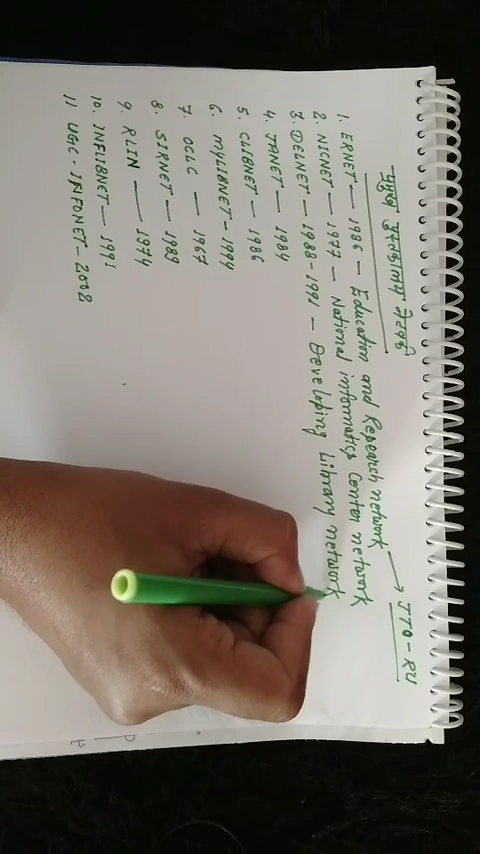 प्रमुख पुस्तकालय नेटवर्क
1. ERNET — 1986 — Education and Research network → JTO - RU
2. NICNET — 1977 — National informatics Center network
3. DELNET — 1988-1991 — Developing Library network
4. JANET — 1984
5. CLIBNET — 1986
6. MYLIBNET - 1994
7. OCLC — 1967
8. SIRNET — 1989
9. RLIN — 1974
10. INFLIBNET — 1991
11 UGC - INFONET - 2002